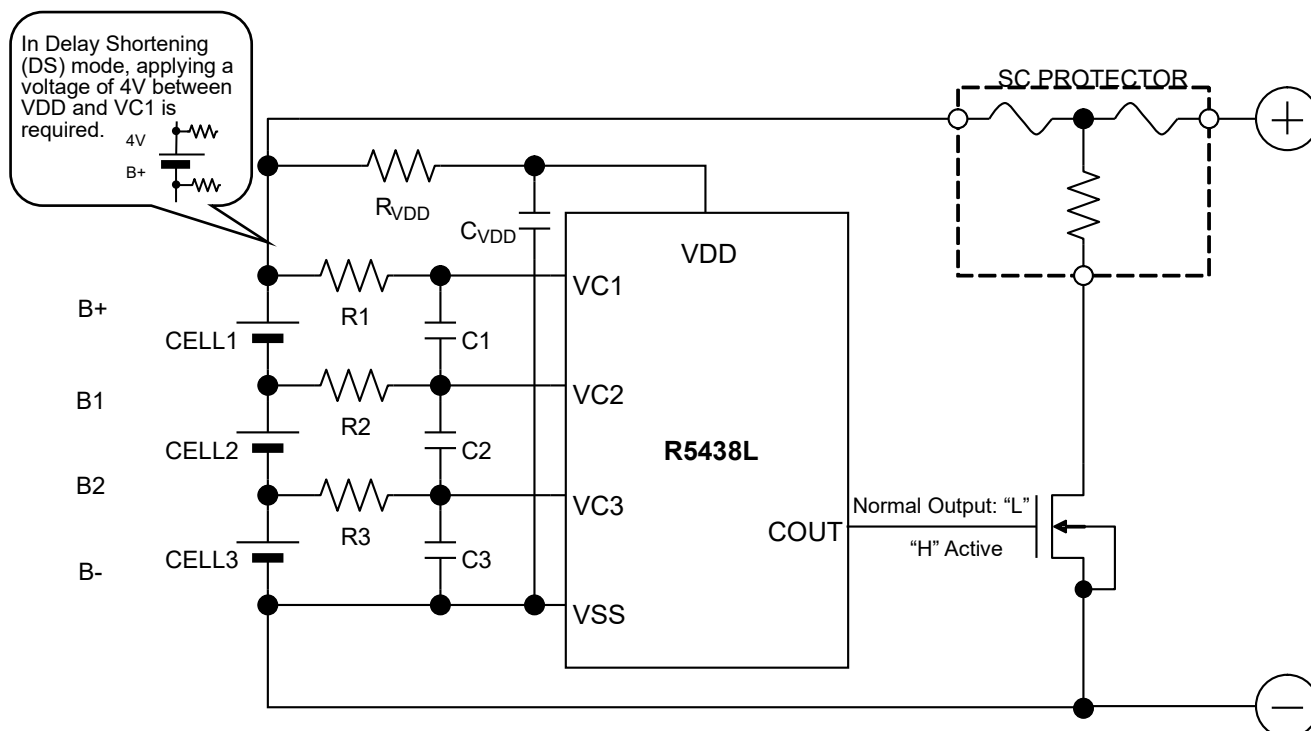 In Delay Shortening
(DS) mode, applying a
voltage of 4V between
VDD and VC1 is
required.
4V
B+
SC PROTECTOR
+
RVDD
CVDD
VDD
VC1
B+
R1
CELL1
C1
B1
VC2
R2
CELL2
C2
R5438L
B2
VC3
Normal Output: “L”
R3
COUT
“H” Active
CELL3
C3
B-
VSS
−